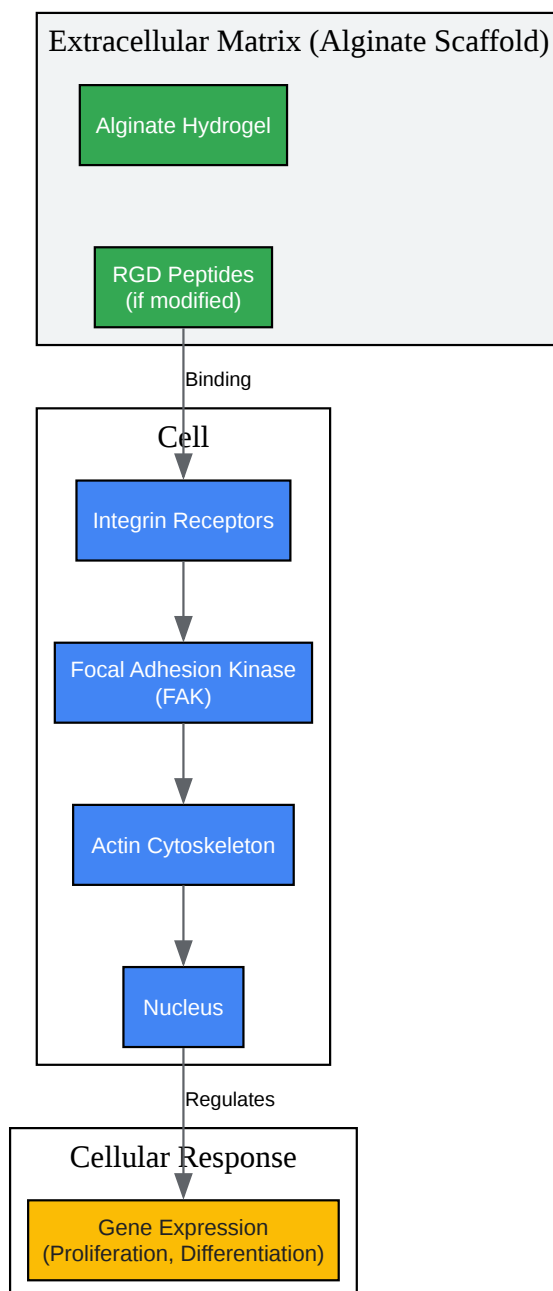 Extracellular Matrix (Alginate Scaffold)
Alginate Hydrogel
RGD Peptides
(if modified)
Binding
Cell
Integrin Receptors
Focal Adhesion Kinase
(FAK)
Actin Cytoskeleton
Nucleus
Regulates
Cellular Response
Gene Expression
(Proliferation, Differentiation)